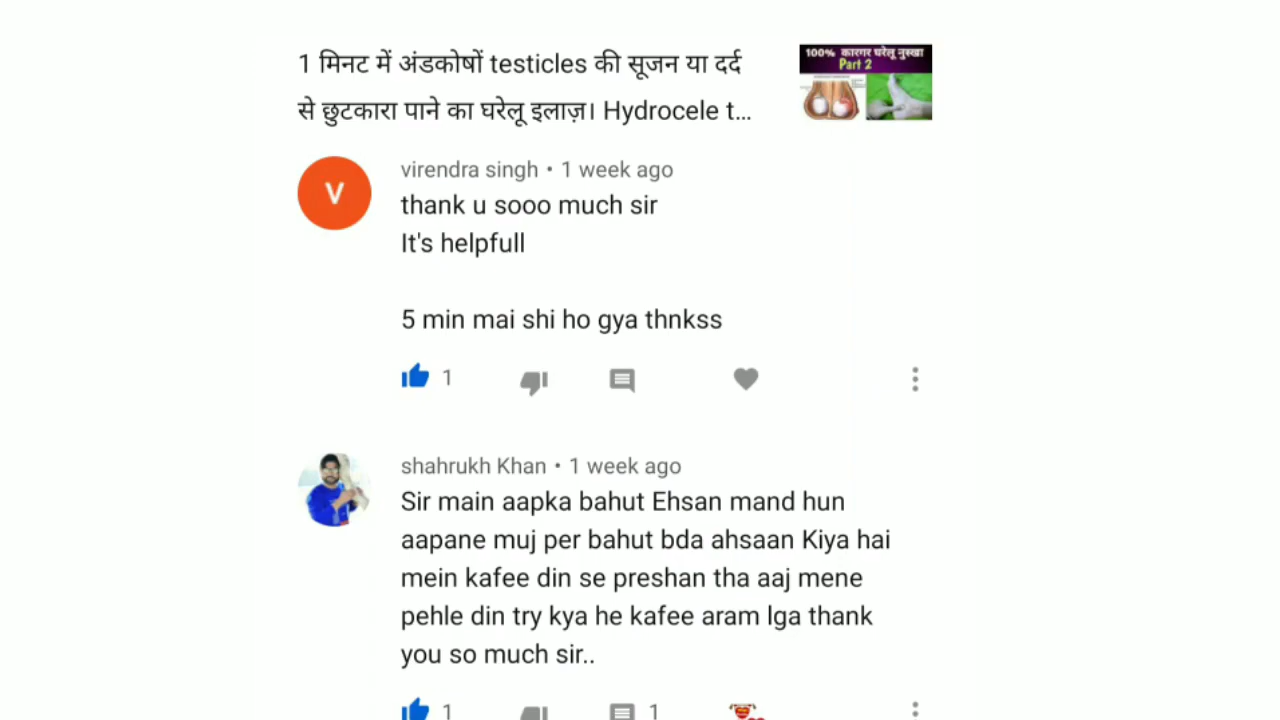 1 मिनट में अंडकोषों testicles की सूजन या दर्द
से छुटकारा पाने का घरेलू इलाज़। Hydrocele t...
100% कारगर घरेलू नुस्खा
Part 2
V
virendra singh • 1 week ago
thank u sooo much sir
It's helpfull
5 min mai shi ho gya thnkss
1
shahrukh Khan • 1 week ago
Sir main aapka bahut Ehsan mand hun
aapane muj per bahut bda ahsaan Kiya hai
mein kafee din se preshan tha aaj mene
pehle din try kya he kafee aram lga thank
you so much sir..
1 1